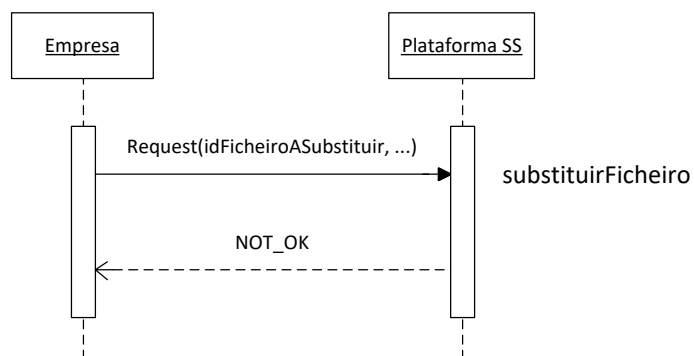 Empresa
Plataforma SS
Request(idFicheiroASubstituir, ...)
substituirFicheiro
NOT_OK